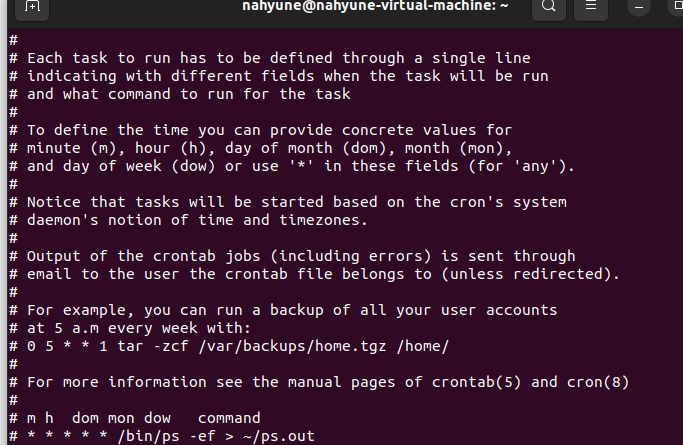 nahyune@nahyune-virtual-machine: ~
#
# Each task to run has to be defined through a single line
# indicating with different fields when the task will be run
# and what command to run for the task
#
# To define the time you can provide concrete values for
# minute (m), hour (h), day of month (dom), month (mon),
# and day of week (dow) or use '*' in these fields (for 'any').
#
# Notice that tasks will be started based on the cron's system
# daemon's notion of time and timezones.
#
# Output of the crontab jobs (including errors) is sent through
# email to the user the crontab file belongs to (unless redirected).
#
# For example, you can run a backup of all your user accounts
# at 5 a.m every week with:
# 0 5 * * 1 tar -zcf /var/backups/home.tgz /home/
#
# For more information see the manual pages of crontab(5) and cron(8)
#
# m h  dom mon dow   command
# * * * * * /bin/ps -ef > ~/ps.out